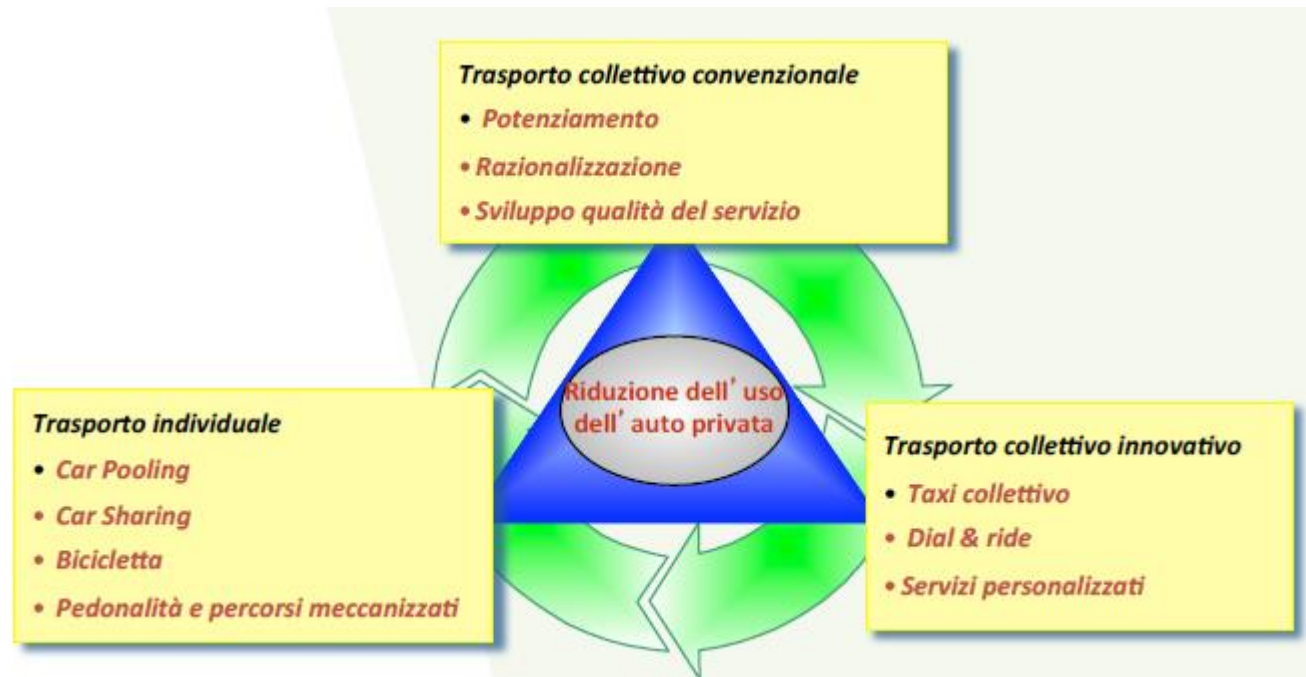 Trasporto collettivo convenzionale
• Potenziamento
• Razionalizzazione
• Sviluppo qualità del servizio
Riduzione dell’ uso
dell’ auto privata
Trasporto individuale
• Car Pooling
• Car Sharing
• Bicicletta
• Pedonalità e percorsi meccanizzati
Trasporto collettivo innovativo
• Taxi collettivo
• Dial & ride
• Servizi personalizzati